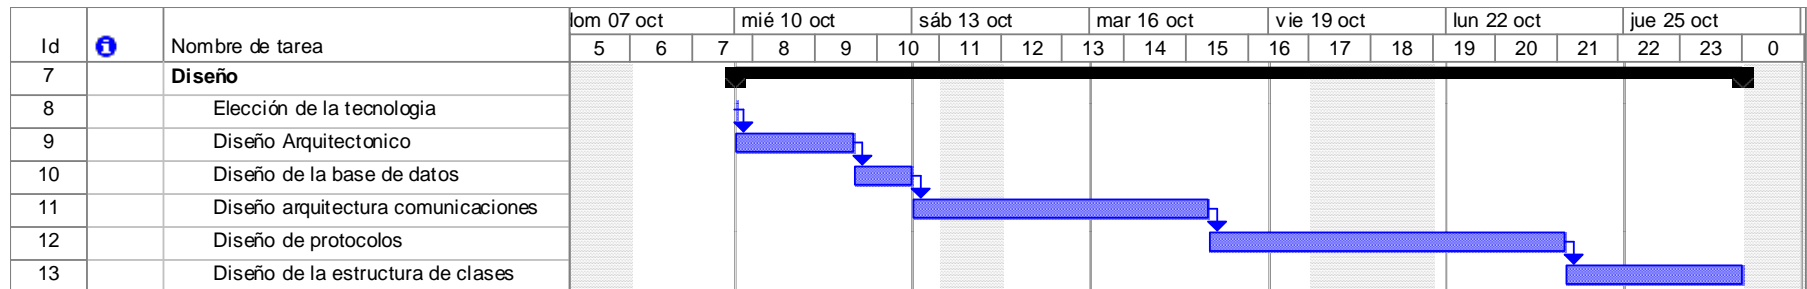 dom 07 oct mié 10 oct sáb 13 oct mar 16 oct vie 19 oct lun 22 oct jue 25 oct
Id Nombre de tarea 5 6 7 8 9 10 11 12 13 14 15 16 17 18 19 20 21 22 23 0
7 Diseño
8 Elección de la tecnologia
9 Diseño Arquitectonico
10 Diseño de la base de datos
11 Diseño arquitectura comunicaciones
12 Diseño de protocolos
13 Diseño de la estructura de clases